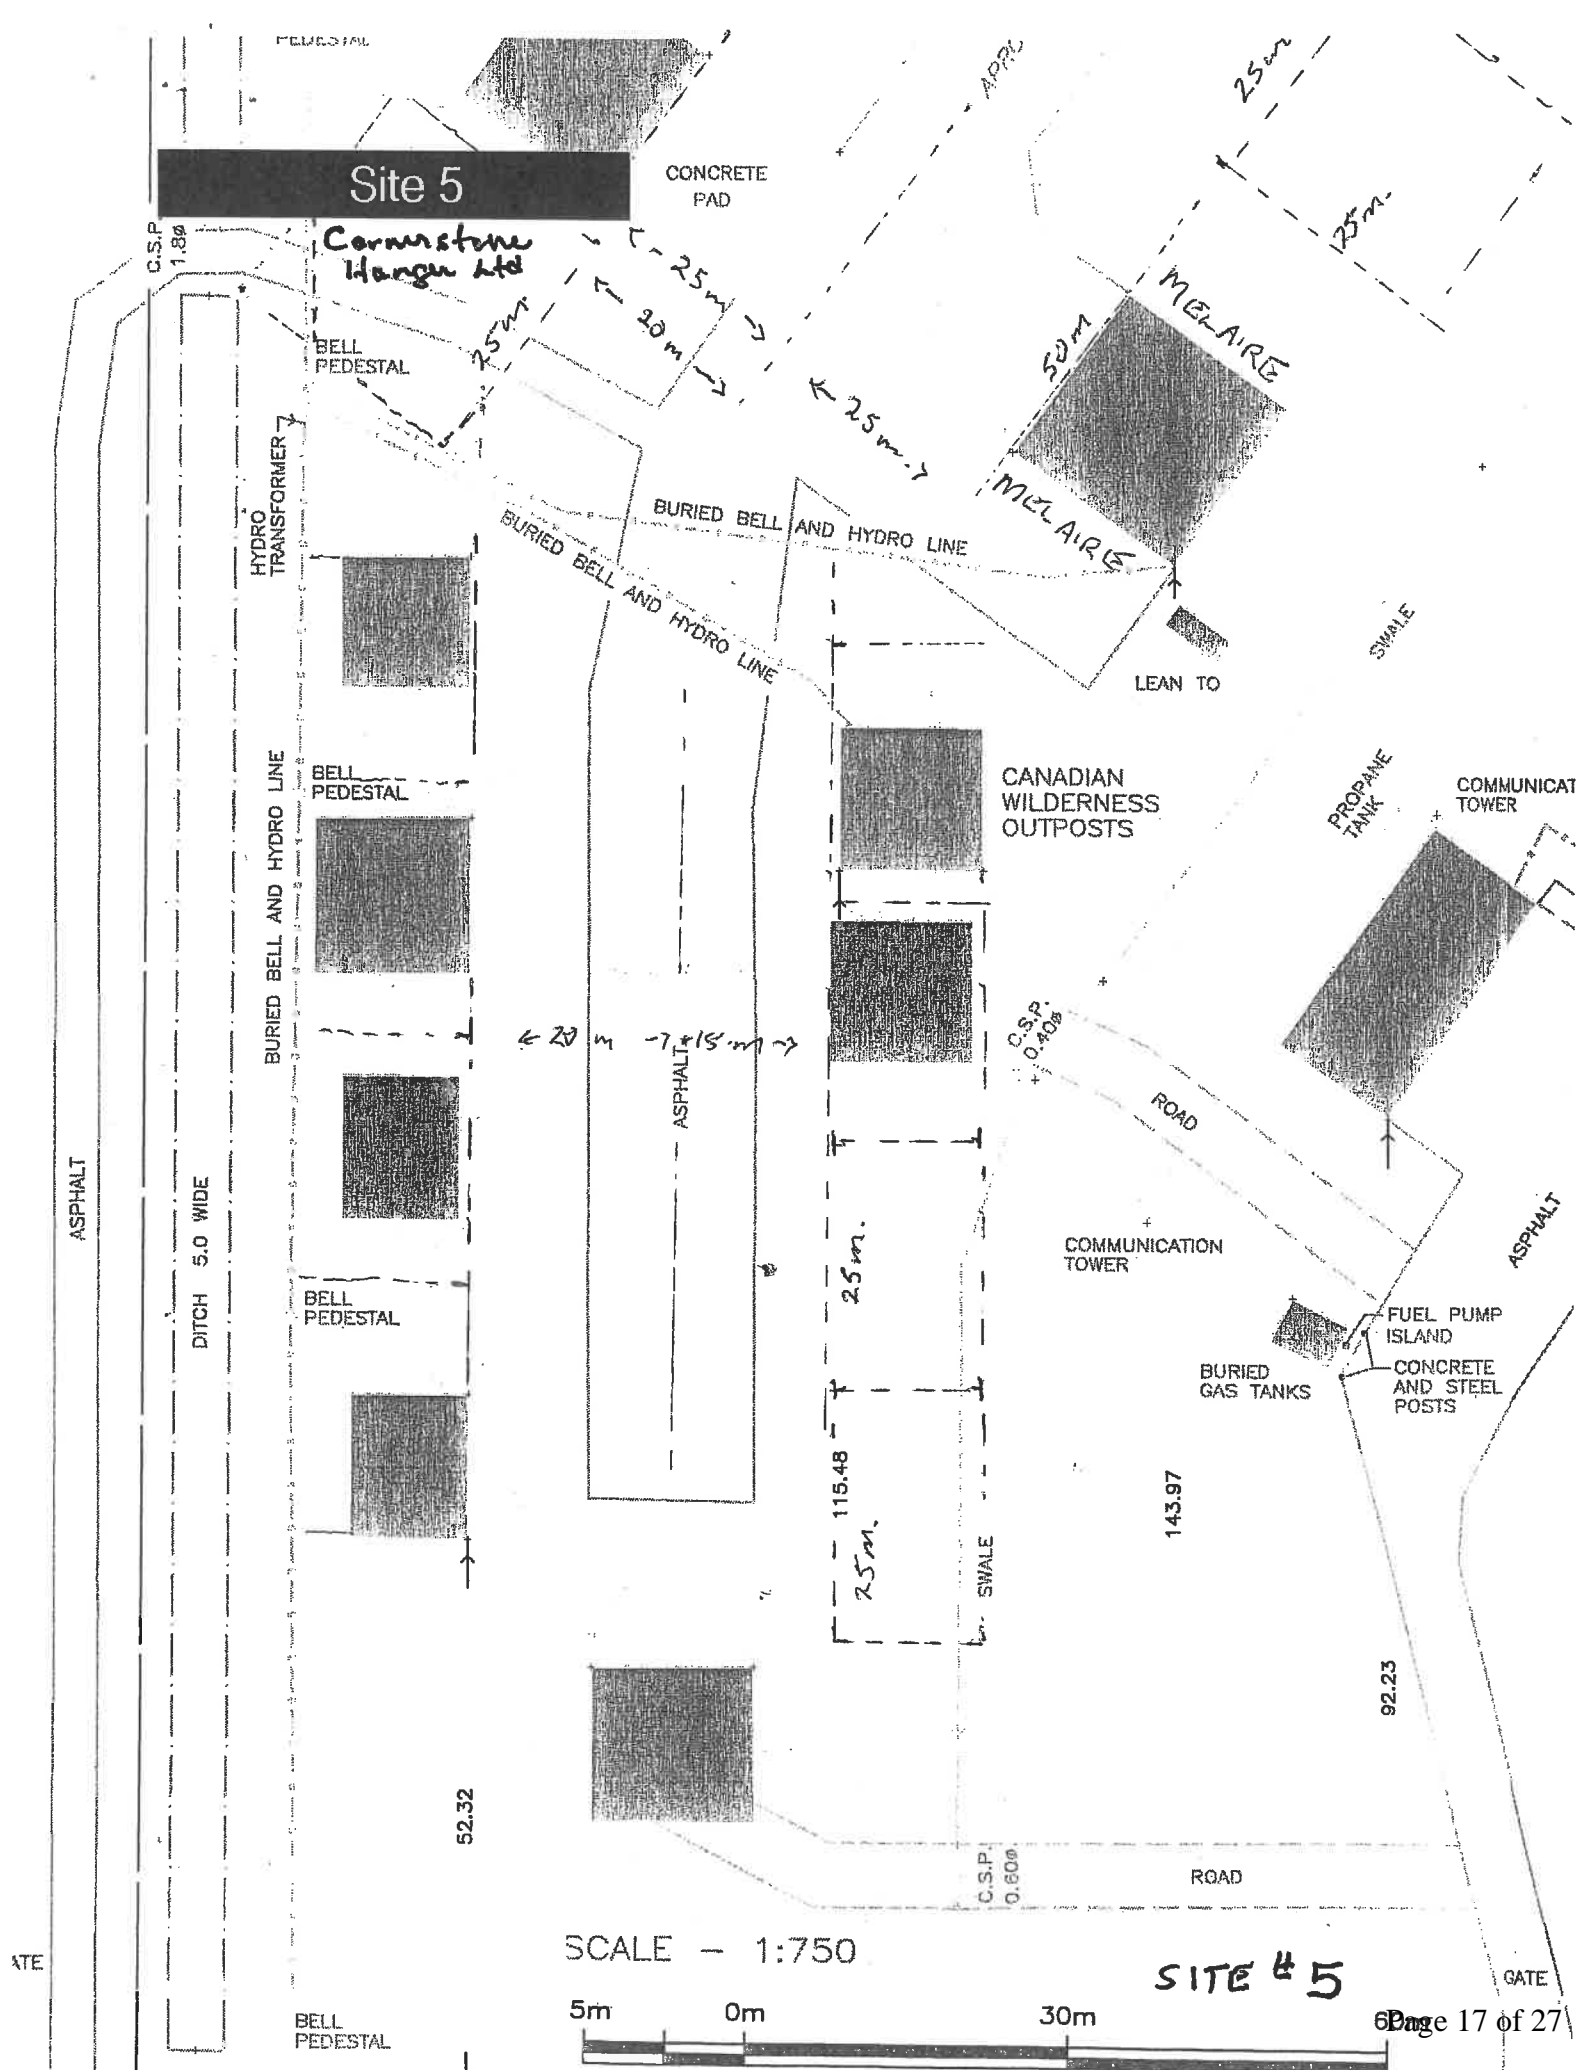 PEDESTAL
25m
Site 5
CONCRETE
PAD
25m.
C.S.P.
1.8ø
Cornerstone
Hanger Ltd
25m
20 m
25m
BELL
PEDESTAL
MELAIRE
50m
25m.
MELAIRE
HYDRO
TRANSFORMER
BURIED BELL AND HYDRO LINE
BURIED BELL AND HYDRO LINE
SWALE
LEAN TO
BELL
PEDESTAL
BURIED BELL AND HYDRO LINE
CANADIAN
WILDERNESS
OUTPOSTS
PROPANE
TANK
COMMUNICAT
TOWER
20 m
15 m
ASPHALT
C.S.P.
0.40ø
ROAD
ASPHALT
DITCH 5.0 WIDE
COMMUNICATION
TOWER
ASPHALT
25m.
BELL
PEDESTAL
FUEL PUMP
ISLAND
BURIED
GAS TANKS
CONCRETE
AND STEEL
POSTS
115.48
143.97
25m.
SWALE
92.23
52.32
C.S.P.
0.60ø
ROAD
SCALE - 1:750
SITE #5
GATE
BELL
PEDESTAL
5m 0m 30m 60m
Page 17 of 27